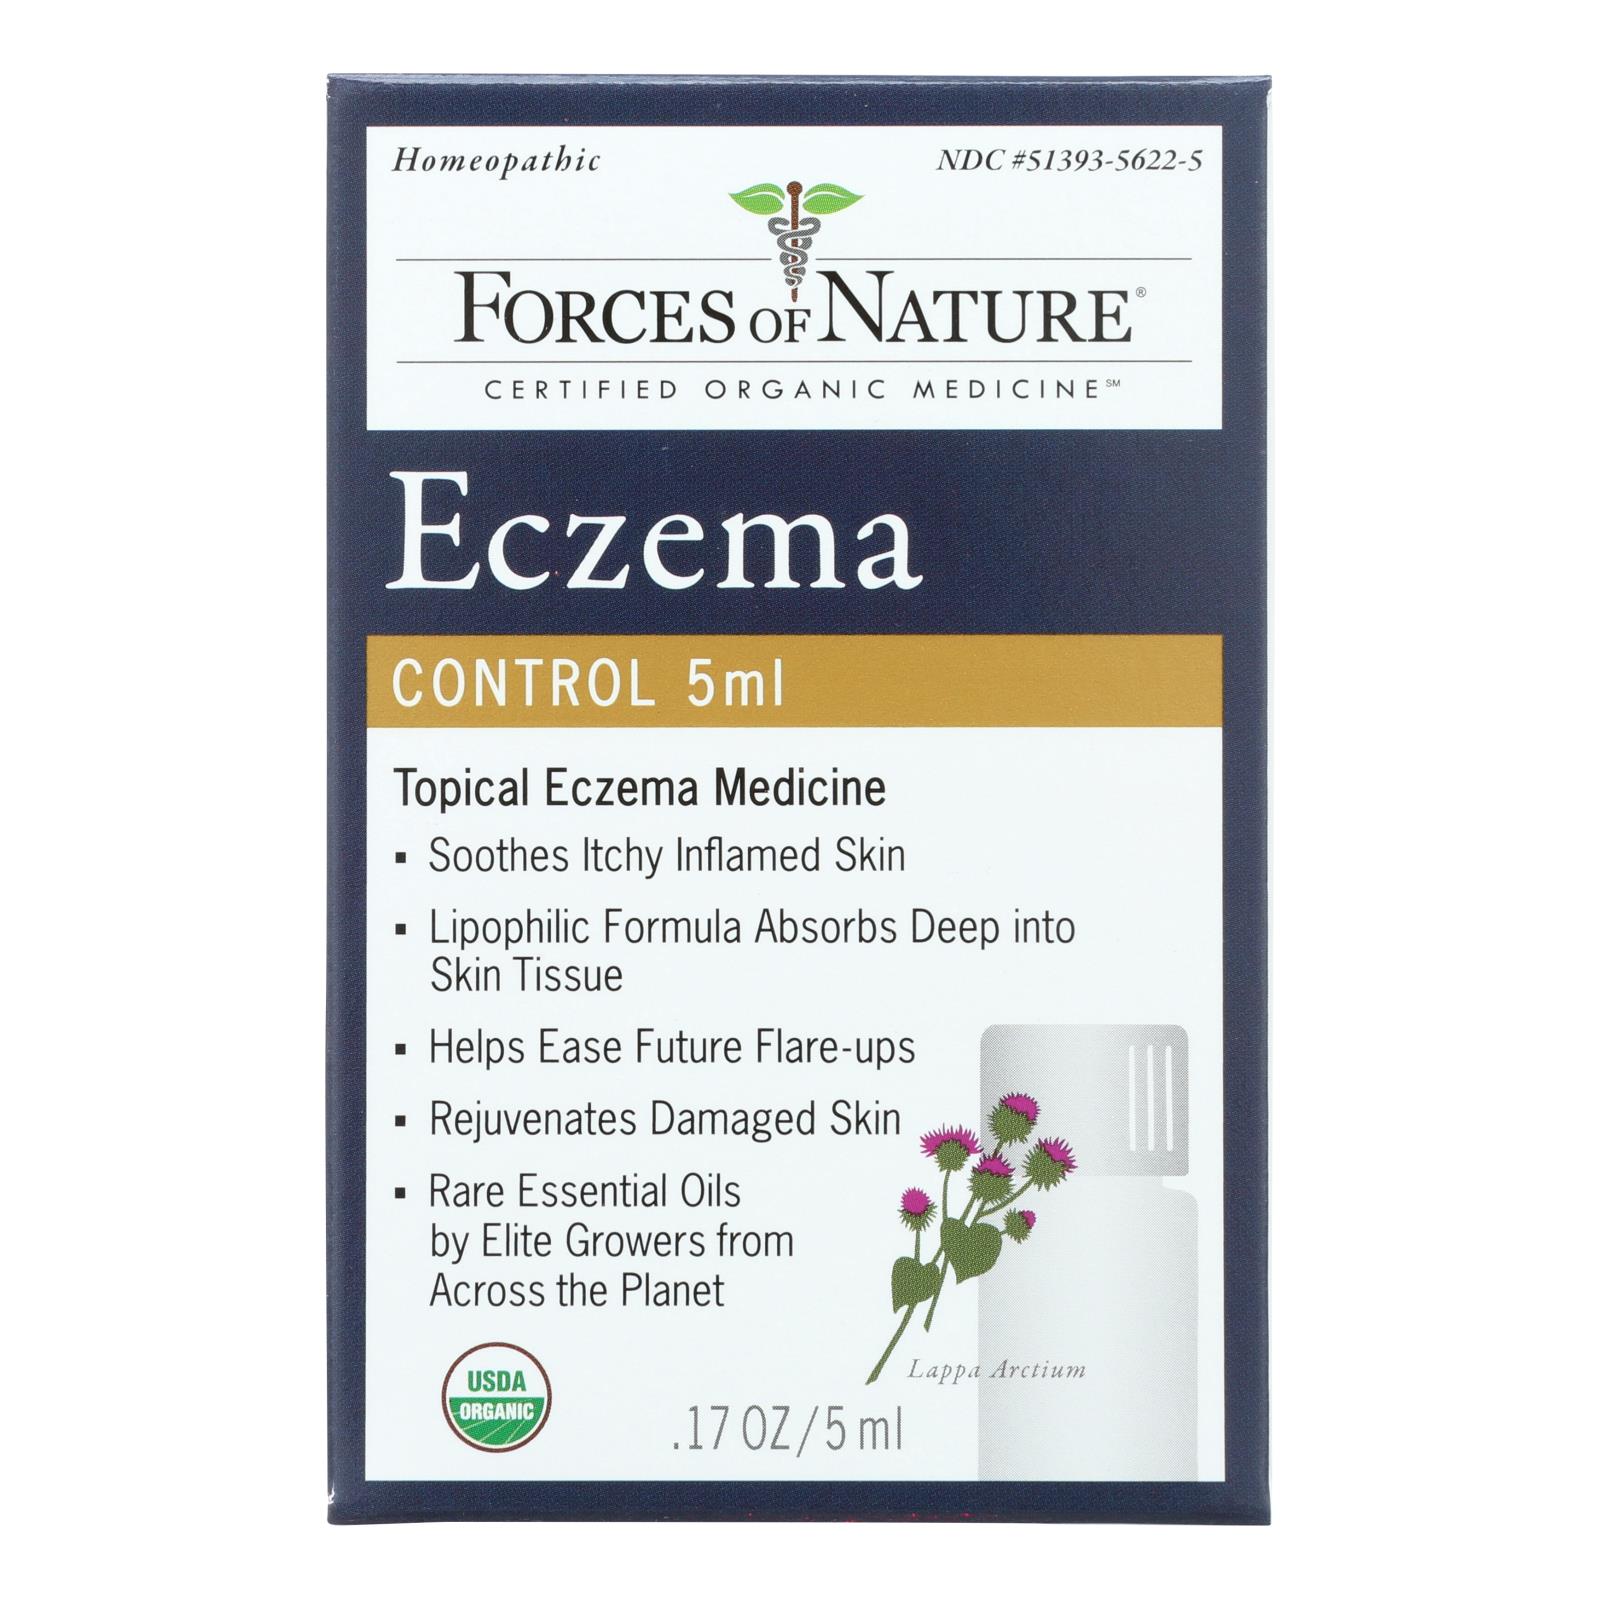 Homeopathic
NDC #51393-5622-5
FORCES OF NATURE®
CERTIFIED ORGANIC MEDICINE℠
Eczema
CONTROL 5ml
Topical Eczema Medicine
▪ Soothes Itchy Inflamed Skin
▪ Lipophilic Formula Absorbs Deep into
Skin Tissue
▪ Helps Ease Future Flare-ups
▪ Rejuvenates Damaged Skin
▪ Rare Essential Oils
by Elite Growers from
Across the Planet
Lappa Arctium
USDA
ORGANIC
.17 OZ/5 ml